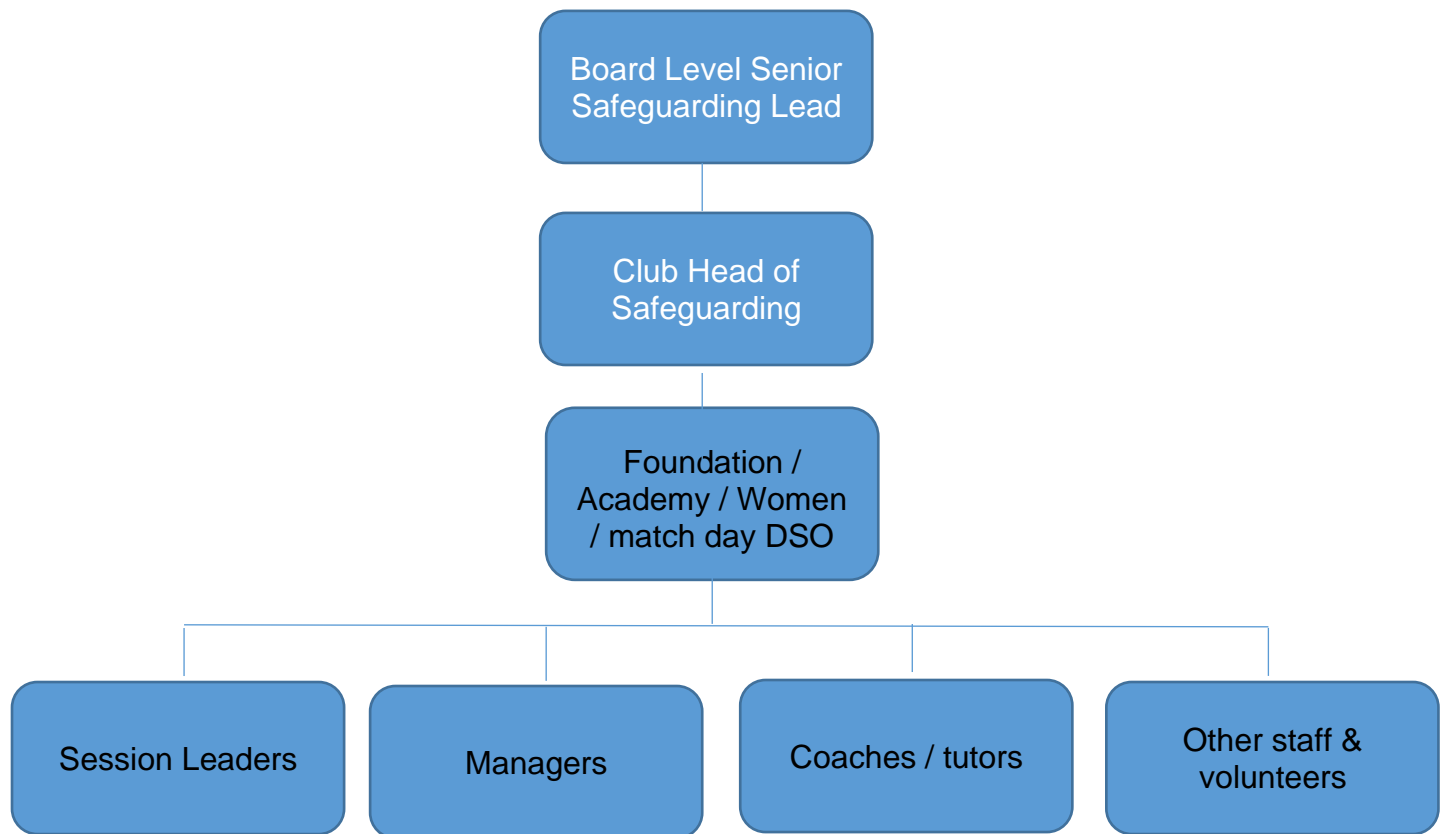 Board Level Senior
Safeguarding Lead
Club Head of
Safeguarding
Foundation /
Academy / Women
/ match day DSO
Session Leaders
Managers
Coaches / tutors
Other staff &
volunteers